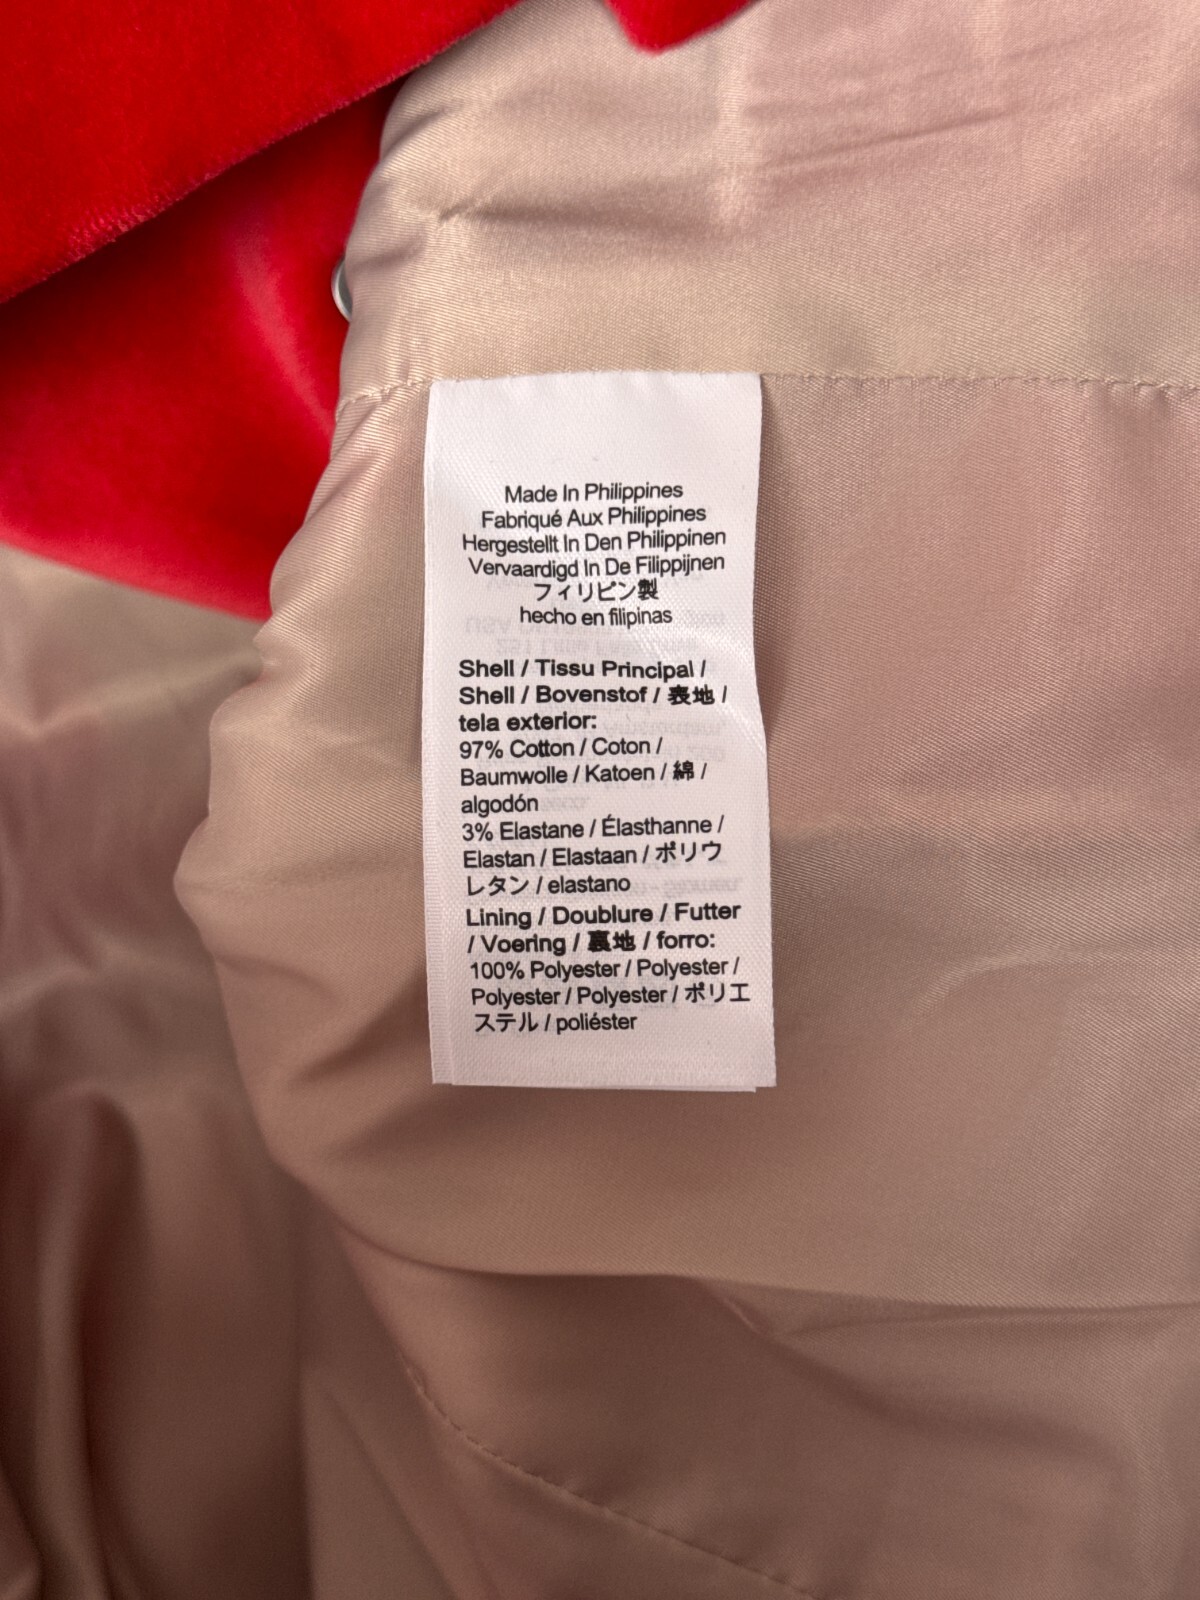 Made In Philippines
Fabriqué Aux Philippines
Hergestellt In Den Philippinen
Vervaardigd In De Filippijnen
フィリピン製
hecho en filipinas
Shell / Tissu Principal /
Shell / Bovenstof / 表地 /
tela exterior:
97% Cotton / Coton /
Baumwolle / Katoen / 綿 /
algodón
3% Elastane / Élasthanne /
Elastan / Elastaan / ポリウ
レタン / elastano
Lining / Doublure / Futter
/ Voering / 裏地 / forro:
100% Polyester / Polyester /
Polyester / Polyester / ポリエ
ステル / poliéster